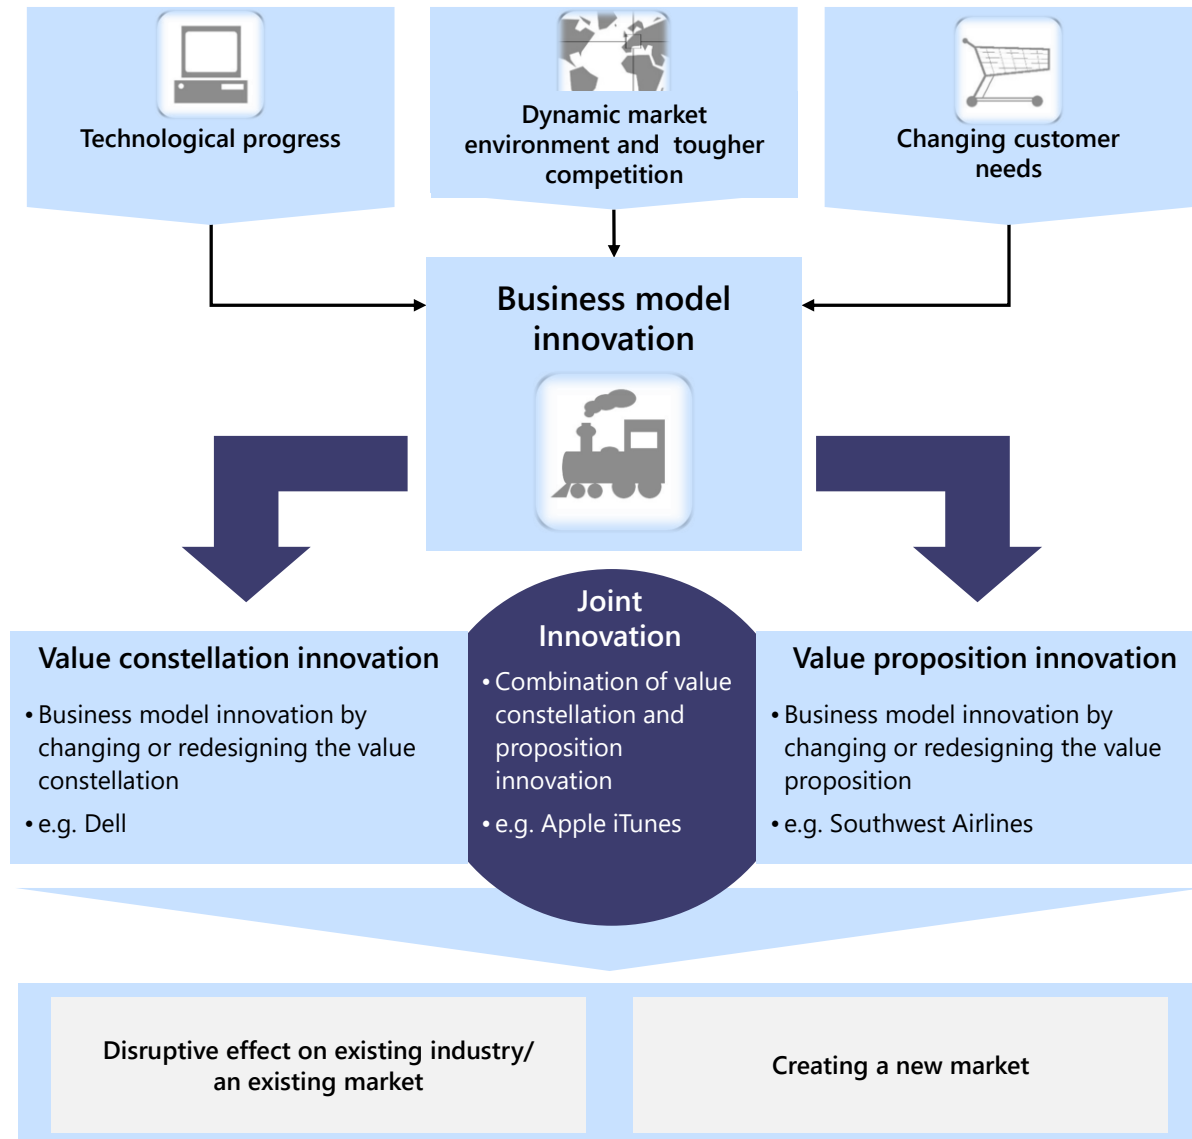 Technological progress
Dynamic market
environment and  tougher
competition
Changing customer
needs
Business model
innovation
Joint
Innovation
• Combination of value
constellation and
proposition
innovation
• e.g. Apple iTunes
Value constellation innovation
• Business model innovation by
changing or redesigning the value
constellation
• e.g. Dell
Value proposition innovation
• Business model innovation by
changing or redesigning the value
proposition
• e.g. Southwest Airlines
Disruptive effect on existing industry/
an existing market
Creating a new market